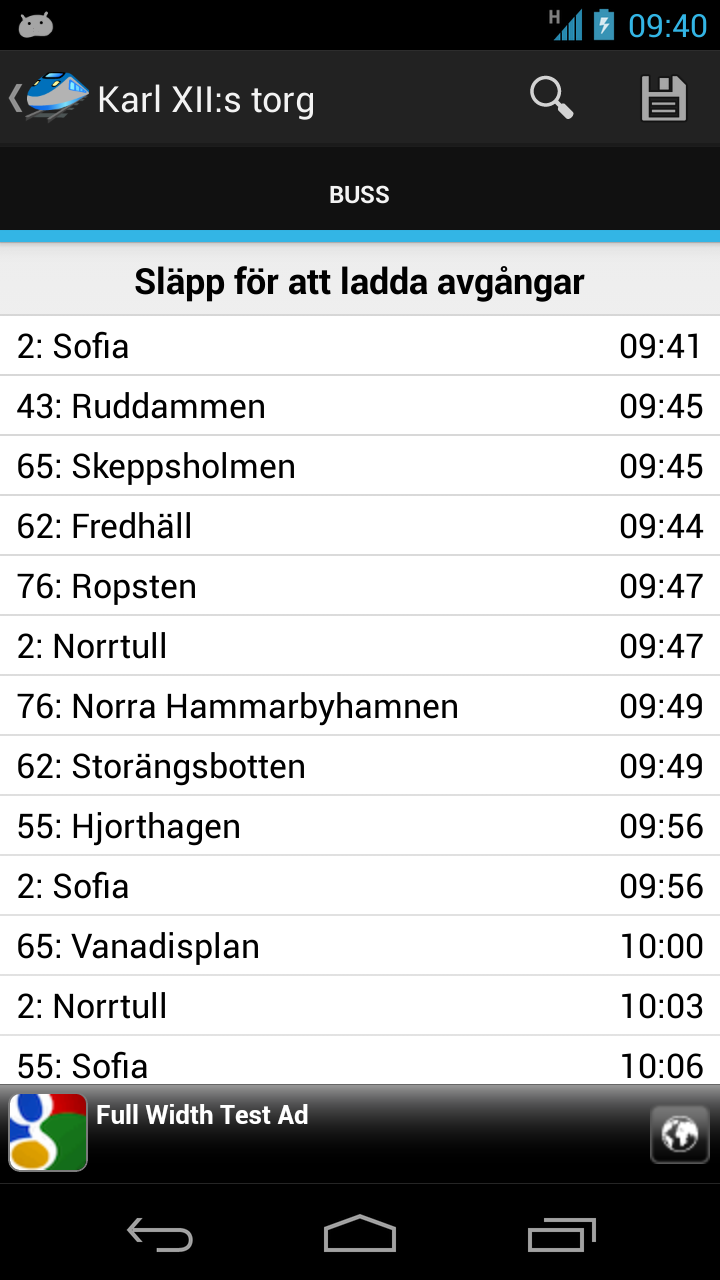 H 09:40
Karl XII:s torg
BUSS
Släpp för att ladda avgångar
2: Sofia 09:41
43: Ruddammen 09:45
65: Skeppsholmen 09:45
62: Fredhäll 09:44
76: Ropsten 09:47
2: Norrtull 09:47
76: Norra Hammarbyhamnen 09:49
62: Storängsbotten 09:49
55: Hjorthagen 09:56
2: Sofia 09:56
65: Vanadisplan 10:00
2: Norrtull 10:03
55: Sofia 10:06
Full Width Test Ad